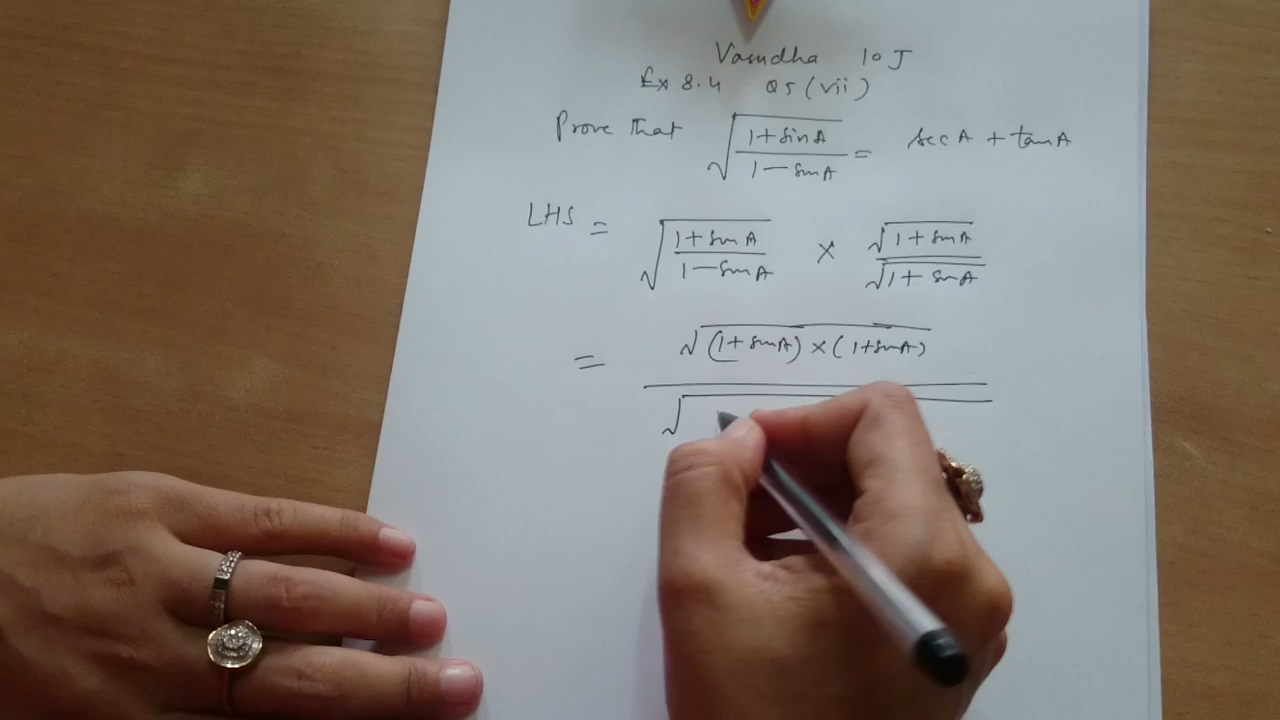 Vasudha 10 J
Ex 8.4 Q5 (vii)
Prove that √(1+sinA / 1-sinA) = secA + tanA
LHS = √(1+sinA / 1-sinA) × √1+sinA / √1+sinA
= √(1+sinA) × (1+sinA) / √